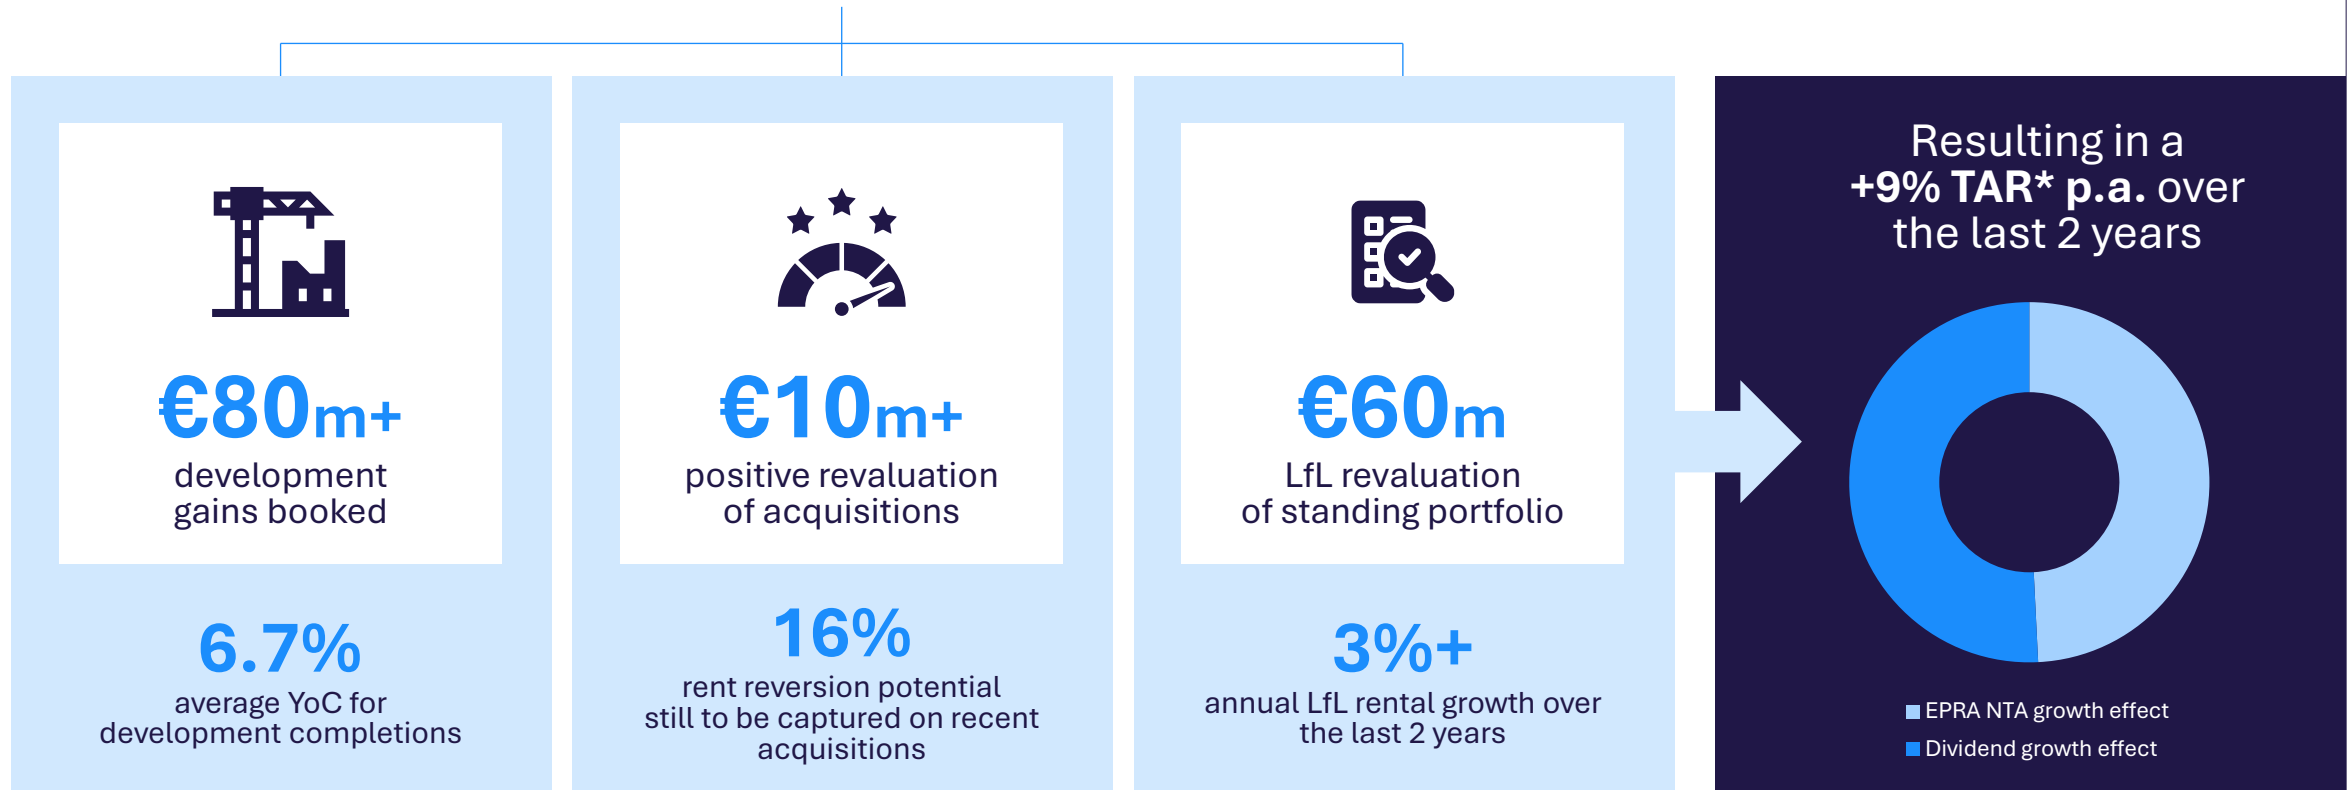 €80m+
development
gains booked
6.7%
average YoC for
development completions
€10m+
positive revaluation
of acquisitions
16%
rent reversion potential
still to be captured on recent
acquisitions
€60m
LfL revaluation
of standing portfolio
3%+
annual LfL rental growth over
the last 2 years
Resulting in a
+9% TAR* p.a. over
the last 2 years
EPRA NTA growth effect
Dividend growth effect